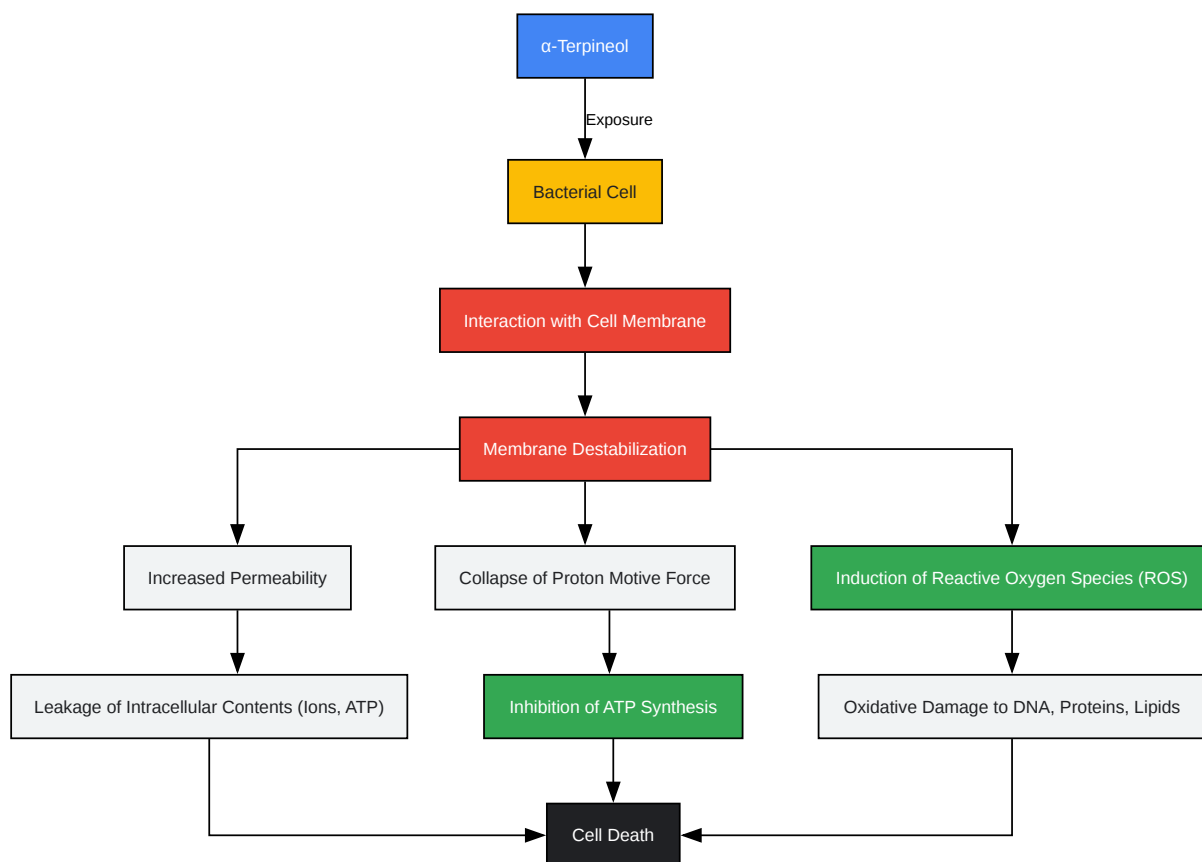 α-Terpineol
Exposure
Bacterial Cell
Interaction with Cell Membrane
Membrane Destabilization
Increased Permeability
Collapse of Proton Motive Force
Induction of Reactive Oxygen Species (ROS)
Leakage of Intracellular Contents (Ions, ATP)
Inhibition of ATP Synthesis
Oxidative Damage to DNA, Proteins, Lipids
Cell Death